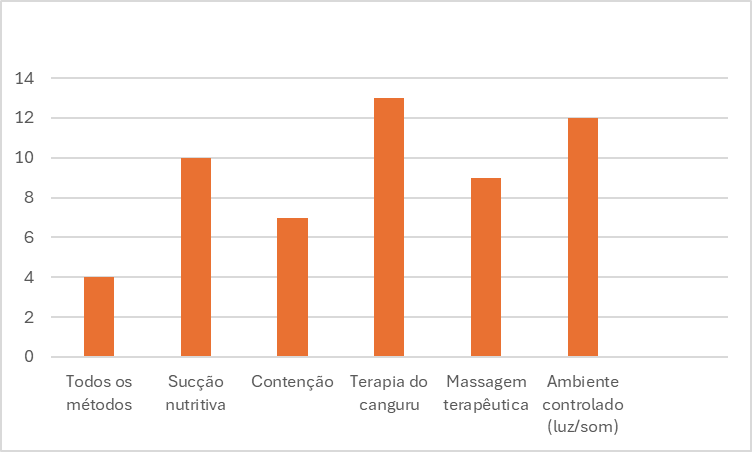 14
12
10
8
6
4
2
0
Todos os
métodos
Sucção
nutritiva
Contenção
Terapia do
canguru
Massagem
terapêutica
Ambiente
controlado
(luz/som)